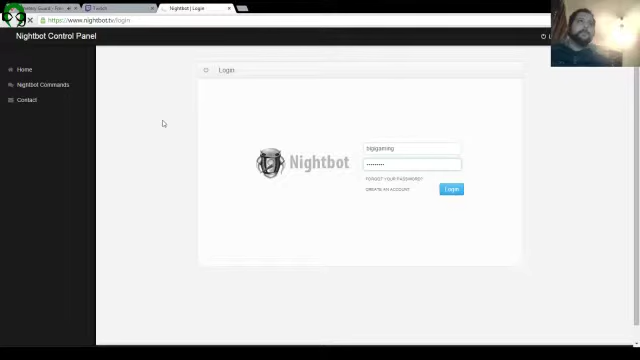 Twitch
Nightbot | Login
https://www.nightbot.tv/login
Nightbot Control Panel
Home
Login
Nightbot Commands
Contact
Nightbot
FORGOT YOUR PASSWORD?
CREATE AN ACCOUNT
Login